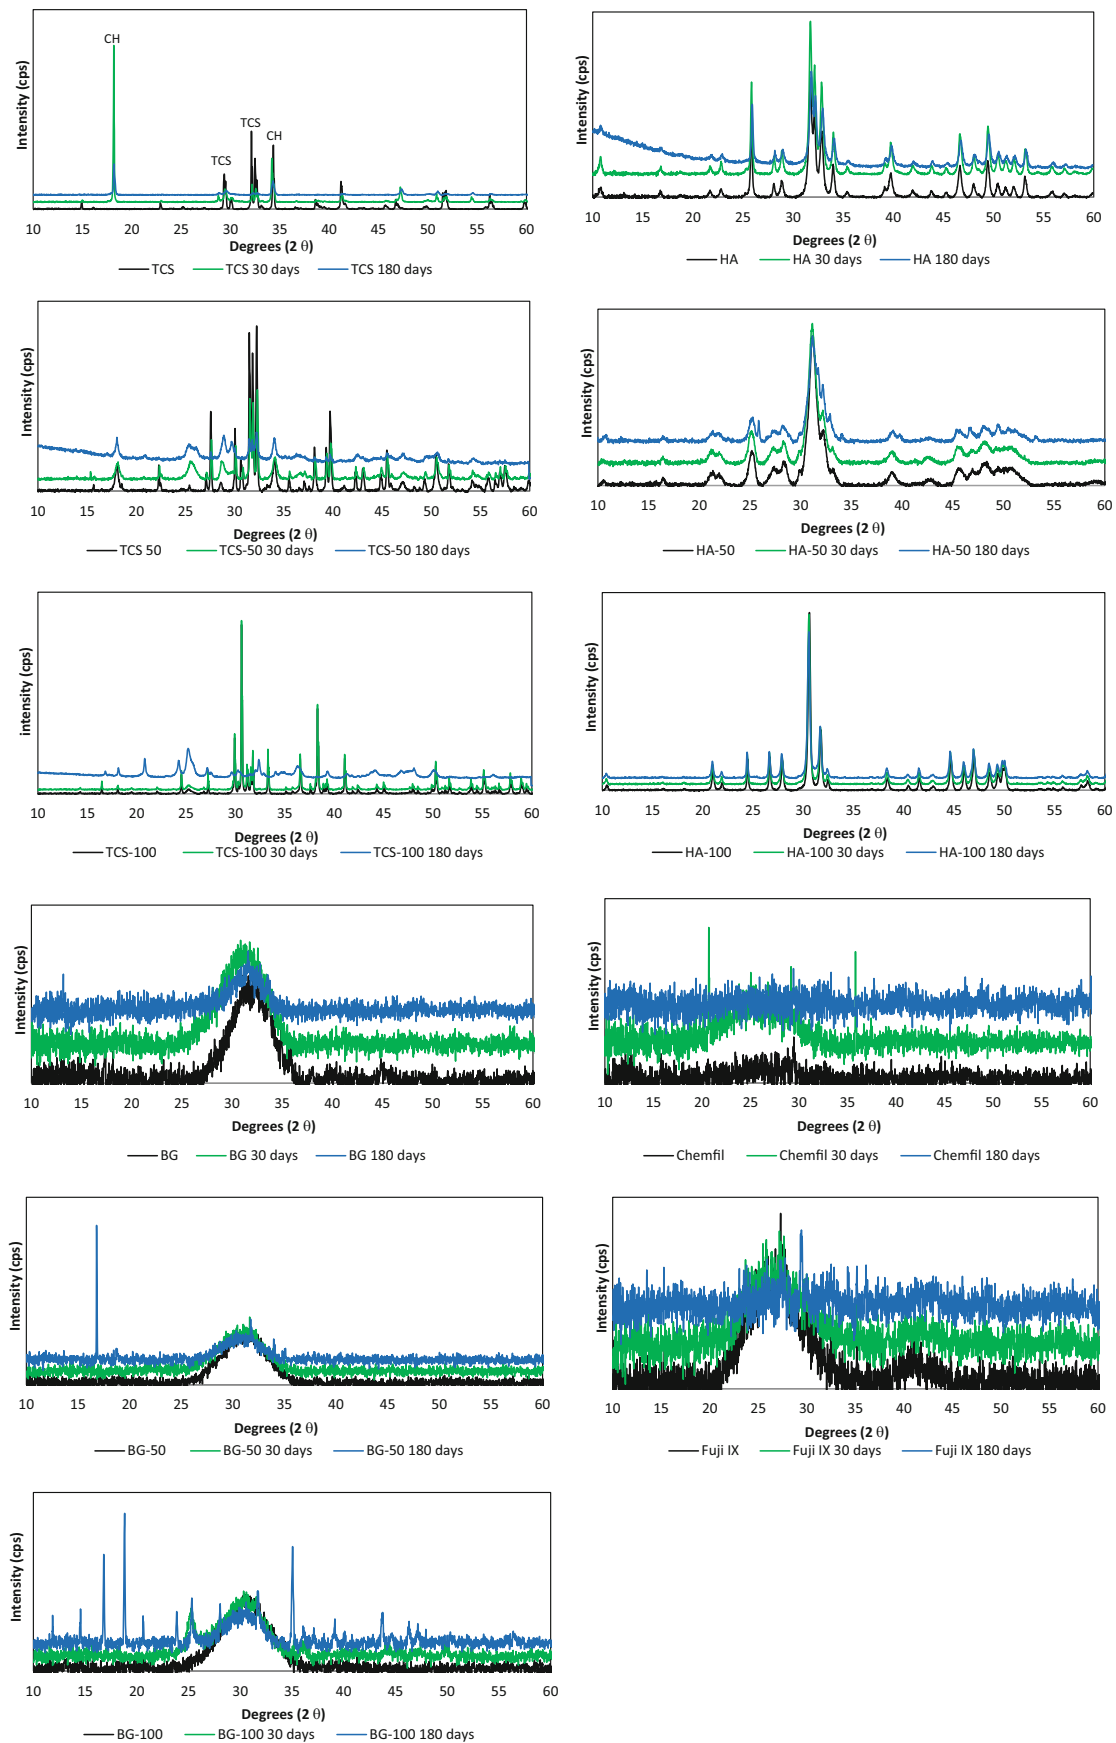 CH
TCS
CH
TCS
Intensity (cps)
10 15 20 25 30 35 40 45 50 55 60
Degrees (2 θ)
TCS TCS 30 days TCS 180 days
Intensity (cps)
10 15 20 25 30 35 40 45 50 55 60
Degrees (2 θ)
HA HA 30 days HA 180 days
Intensity (cps)
10 15 20 25 30 35 40 45 50 55 60
Degrees (2 θ)
TCS 50 TCS-50 30 days TCS-50 180 days
Intensity (cps)
10 15 20 25 30 35 40 45 50 55 60
Degrees (2 θ)
HA-50 HA-50 30 days HA-50 180 days
intensity (cps)
10 15 20 25 30 35 40 45 50 55 60
Degrees (2 θ)
TCS-100 TCS-100 30 days TCS-100 180 days
Intensity (cps)
10 15 20 25 30 35 40 45 50 55 60
Degrees (2 θ)
HA-100 HA-100 30 days HA-100 180 days
Intensity (cps)
10 15 20 25 30 35 40 45 50 55 60
Degrees (2 θ)
BG BG 30 days BG 180 days
Intensity (cps)
10 15 20 25 30 35 40 45 50 55 60
Degrees (2 θ)
Chemfil Chemfil 30 days Chemfil 180 days
Intensity (cps)
10 15 20 25 30 35 40 45 50 55 60
Degrees (2 θ)
BG-50 BG-50 30 days BG-50 180 days
Intensity (cps)
10 15 20 25 30 35 40 45 50 55 60
Degrees (2 θ)
Fuji IX Fuji IX 30 days Fuji IX 180 days
Intensity (cps)
10 15 20 25 30 35 40 45 50 55 60
Degrees (2 θ)
BG-100 BG-100 30 days BG-100 180 days